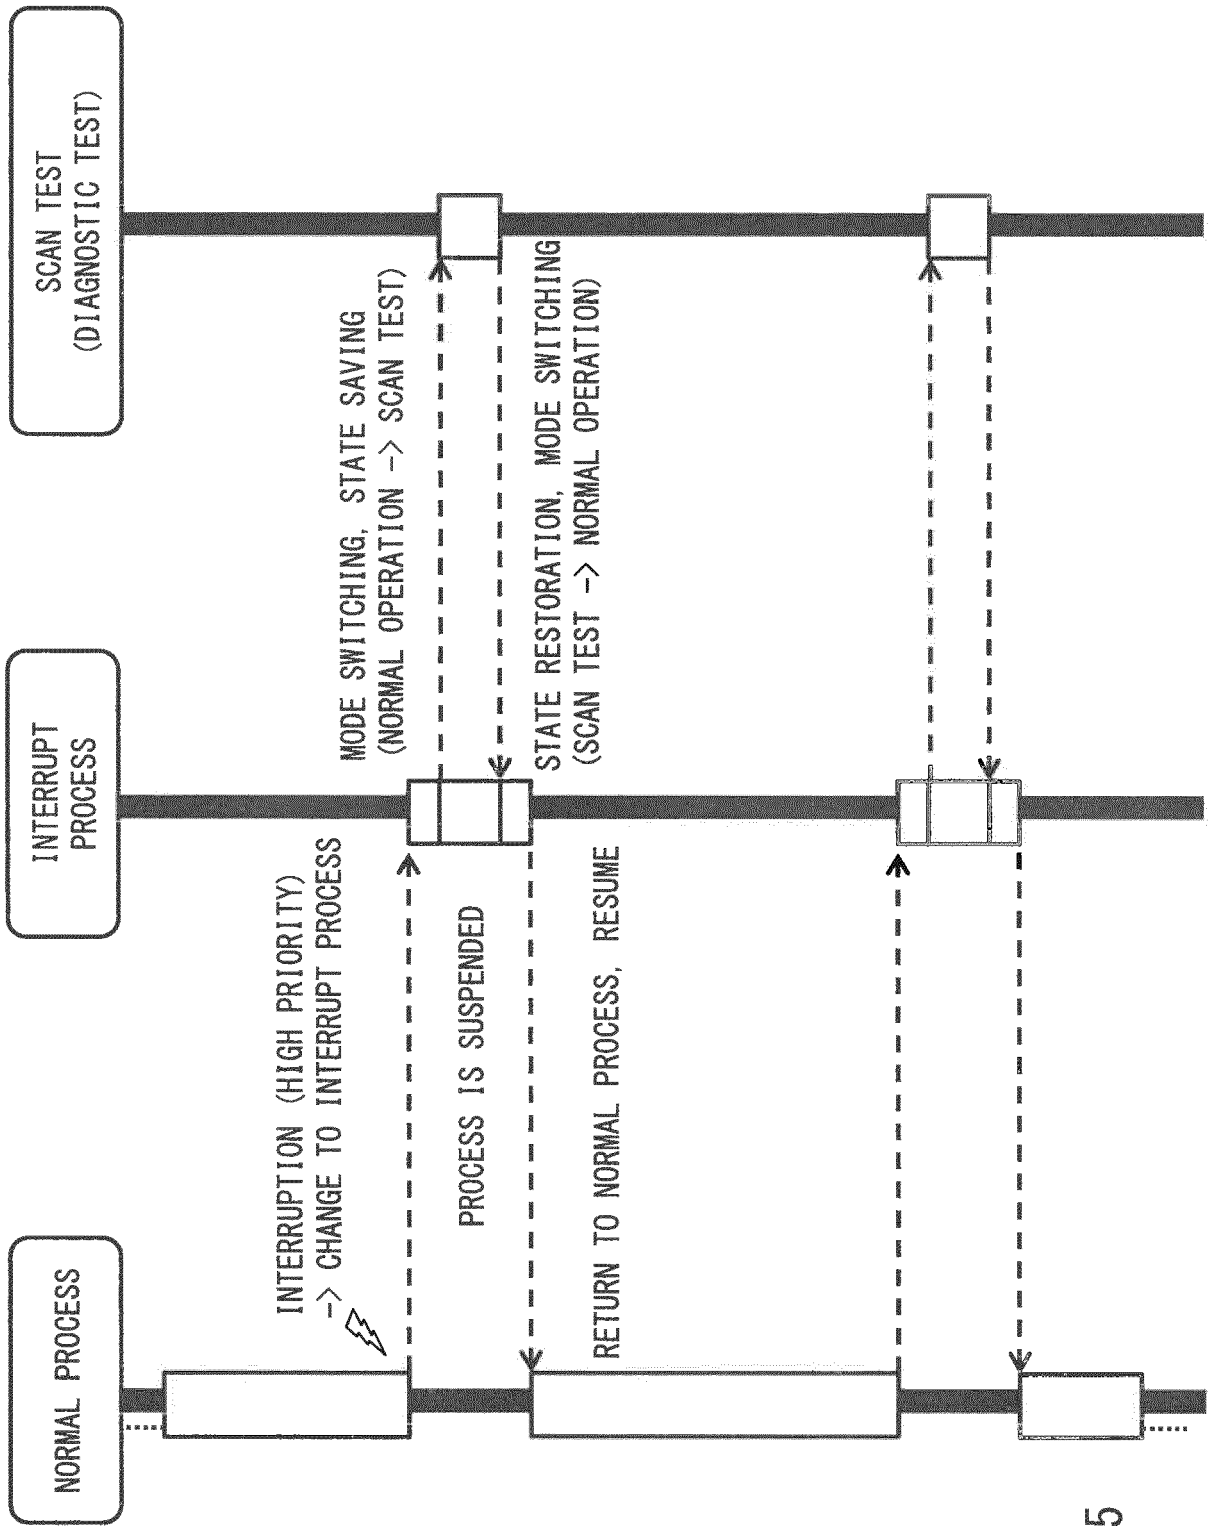 NORMAL PROCESS
INTERRUPT
PROCESS
SCAN TEST
(DIAGNOSTIC TEST)
INTERRUPTION (HIGH PRIORITY)
-> CHANGE TO INTERRUPT PROCESS
MODE SWITCHING, STATE SAVING
(NORMAL OPERATION -> SCAN TEST)
PROCESS IS SUSPENDED
STATE RESTORATION, MODE SWITCHING
(SCAN TEST -> NORMAL OPERATION)
RETURN TO NORMAL PROCESS, RESUME
5